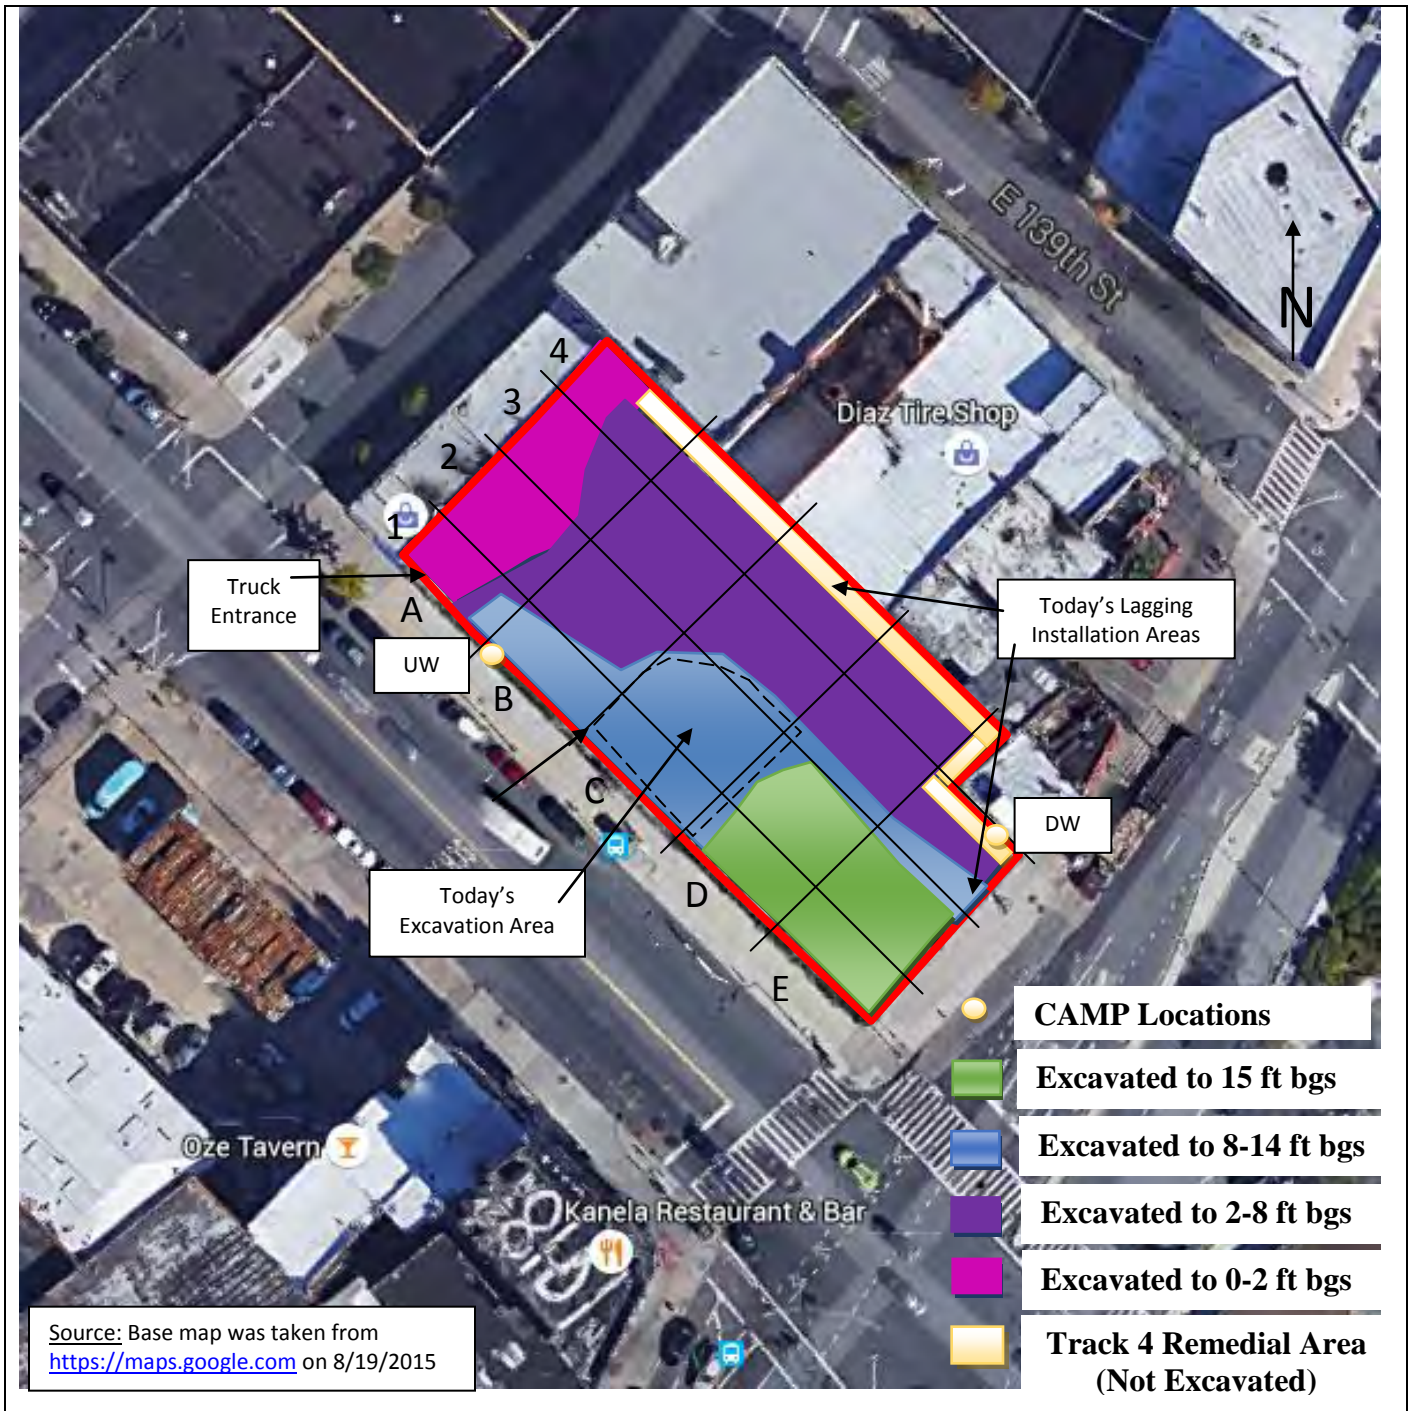 E 139th St
N
4
3
Diaz Tire Shop
2
1
Truck
Entrance
A
Today's Lagging
Installation Areas
UW
B
C
DW
Today's
Excavation Area
D
E
CAMP Locations
Excavated to 15 ft bgs
Excavated to 8-14 ft bgs
Oze Tavern
Excavated to 2-8 ft bgs
Kanela Restaurant & Bar
Excavated to 0-2 ft bgs
Track 4 Remedial Area
(Not Excavated)
Source: Base map was taken from
https://maps.google.com on 8/19/2015